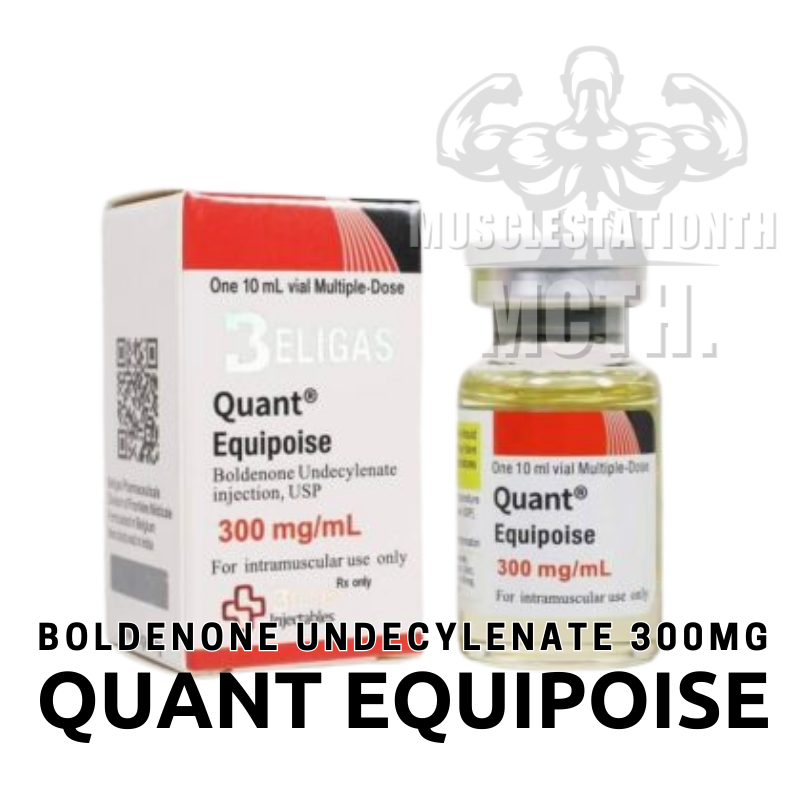 MUSCLESTATIONTH
MCTH.
One 10 mL vial Multiple-Dose
BELIGAS
Quant®
Equipoise
Boldenone Undecylenate
injection, USP
300 mg/mL
For intramuscular use only
Rx only
Injectables
One 10 ml vial Multiple-Dose
Quant®
Equipoise
300 mg/mL
For intramuscular use only
BOLDENONE UNDECYLENATE 300MG
QUANT EQUIPOISE